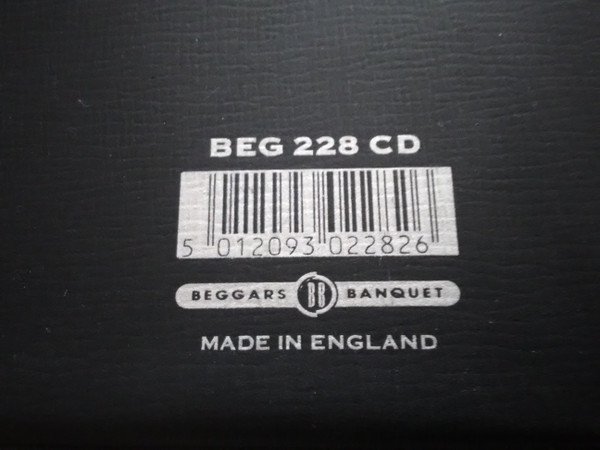 BEG 228 CD
5 012093 022826
BEGGARS BB BANQUET
MADE IN ENGLAND